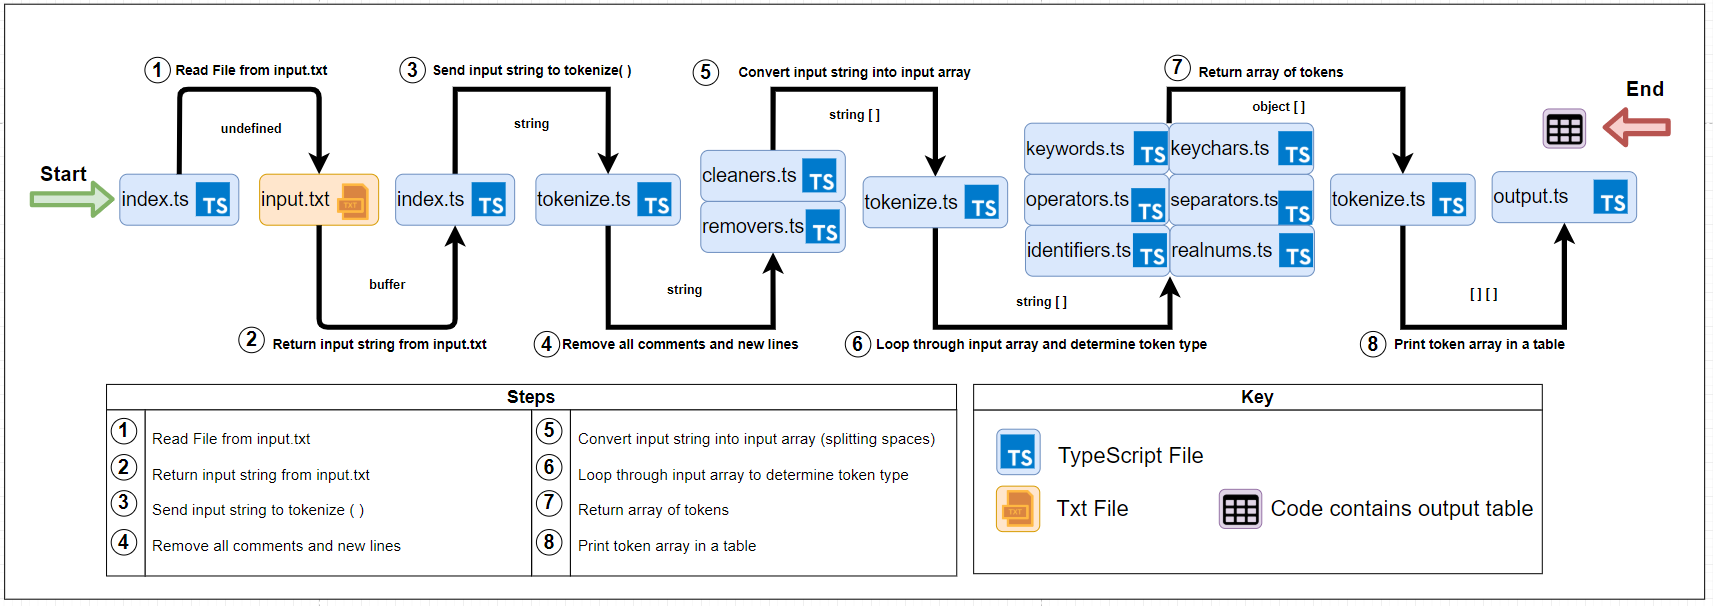 1 Read File from input.txt
3 Send input string to tokenize( )
5 Convert input string into input array
7 Return array of tokens
End
undefined
string
string [ ]
object [ ]
Start
index.ts TS
input.txt TXT
index.ts TS
tokenize.ts TS
cleaners.ts TS
removers.ts TS
tokenize.ts TS
keywords.ts TS
keychars.ts TS
operators.ts TS
separators.ts TS
identifiers.ts TS
realnums.ts TS
tokenize.ts TS
output.ts TS
buffer
string
string [ ]
[ ] [ ]
2 Return input string from input.txt
4 Remove all comments and new lines
6 Loop through input array and determine token type
8 Print token array in a table
Steps
1 Read File from input.txt
2 Return input string from input.txt
3 Send input string to tokenize ( )
4 Remove all comments and new lines
5 Convert input string into input array (splitting spaces)
6 Loop through input array to determine token type
7 Return array of tokens
8 Print token array in a table
Key
TS TypeScript File
TXT Txt File
Code contains output table